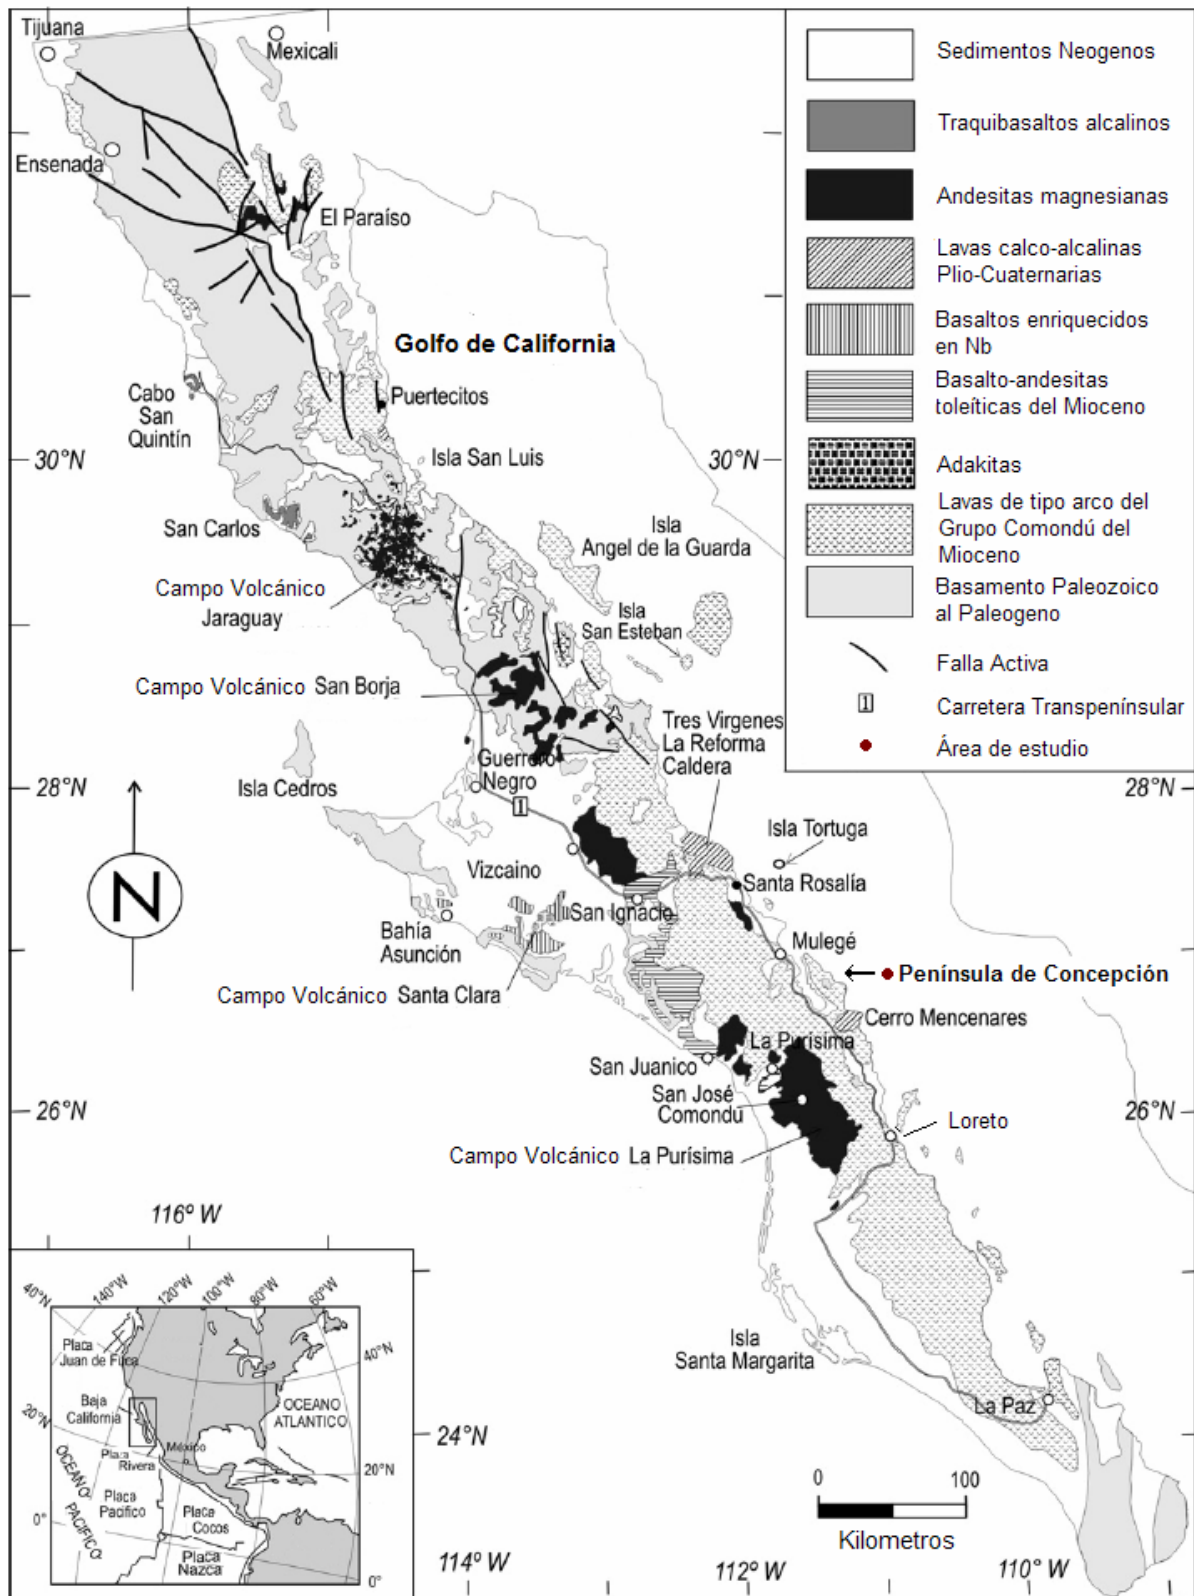 Tijuana
Mexicali
Ensenada
El Paraíso
Golfo de California
Cabo
San
Quintín
Puertecitos
30°N
30°N
Isla San Luis
San Carlos
Isla
Angel de la Guarda
Campo Volcánico
Jaraguay
Isla
San Esteban
Campo Volcánico San Borja
Tres Virgenes
La Reforma
Caldera
Guerrero
Negro
Isla Cedros
28°N
28°N
1
Isla Tortuga
Vizcaino
Santa Rosalía
San Ignacio
N
Bahía
Asunción
Mulegé
Península de Concepción
Campo Volcánico Santa Clara
Cerro Mencenares
La Purísima
San Juanico
San José
Comondú
26°N
26°N
Loreto
Campo Volcánico La Purísima
116° W
Isla
Santa Margarita
La Paz
24°N
0
100
Kilometros
114° W
112° W
110° W
Sedimentos Neogenos
Traquibasaltos alcalinos
Andesitas magnesianas
Lavas calco-alcalinas
Plio-Cuaternarias
Basaltos enriquecidos
en Nb
Basalto-andesitas
toleíticas del Mioceno
Adakitas
Lavas de tipo arco del
Grupo Comondú del
Mioceno
Basamento Paleozoico
al Paleogeno
Falla Activa
1
Carretera Transpenínsular
Área de estudio
40°N
140°W
120°W
100°W
80°W
60°W
Placa
Juan de Fuca
40°N
Baja
California
OCEANO
ATLANTICO
20°N
México
Placa
Rivera
20°N
OCEANO
PACIFICO
Placa
Pacifico
Placa
Cocos
0°
Placa
Nazca
0°